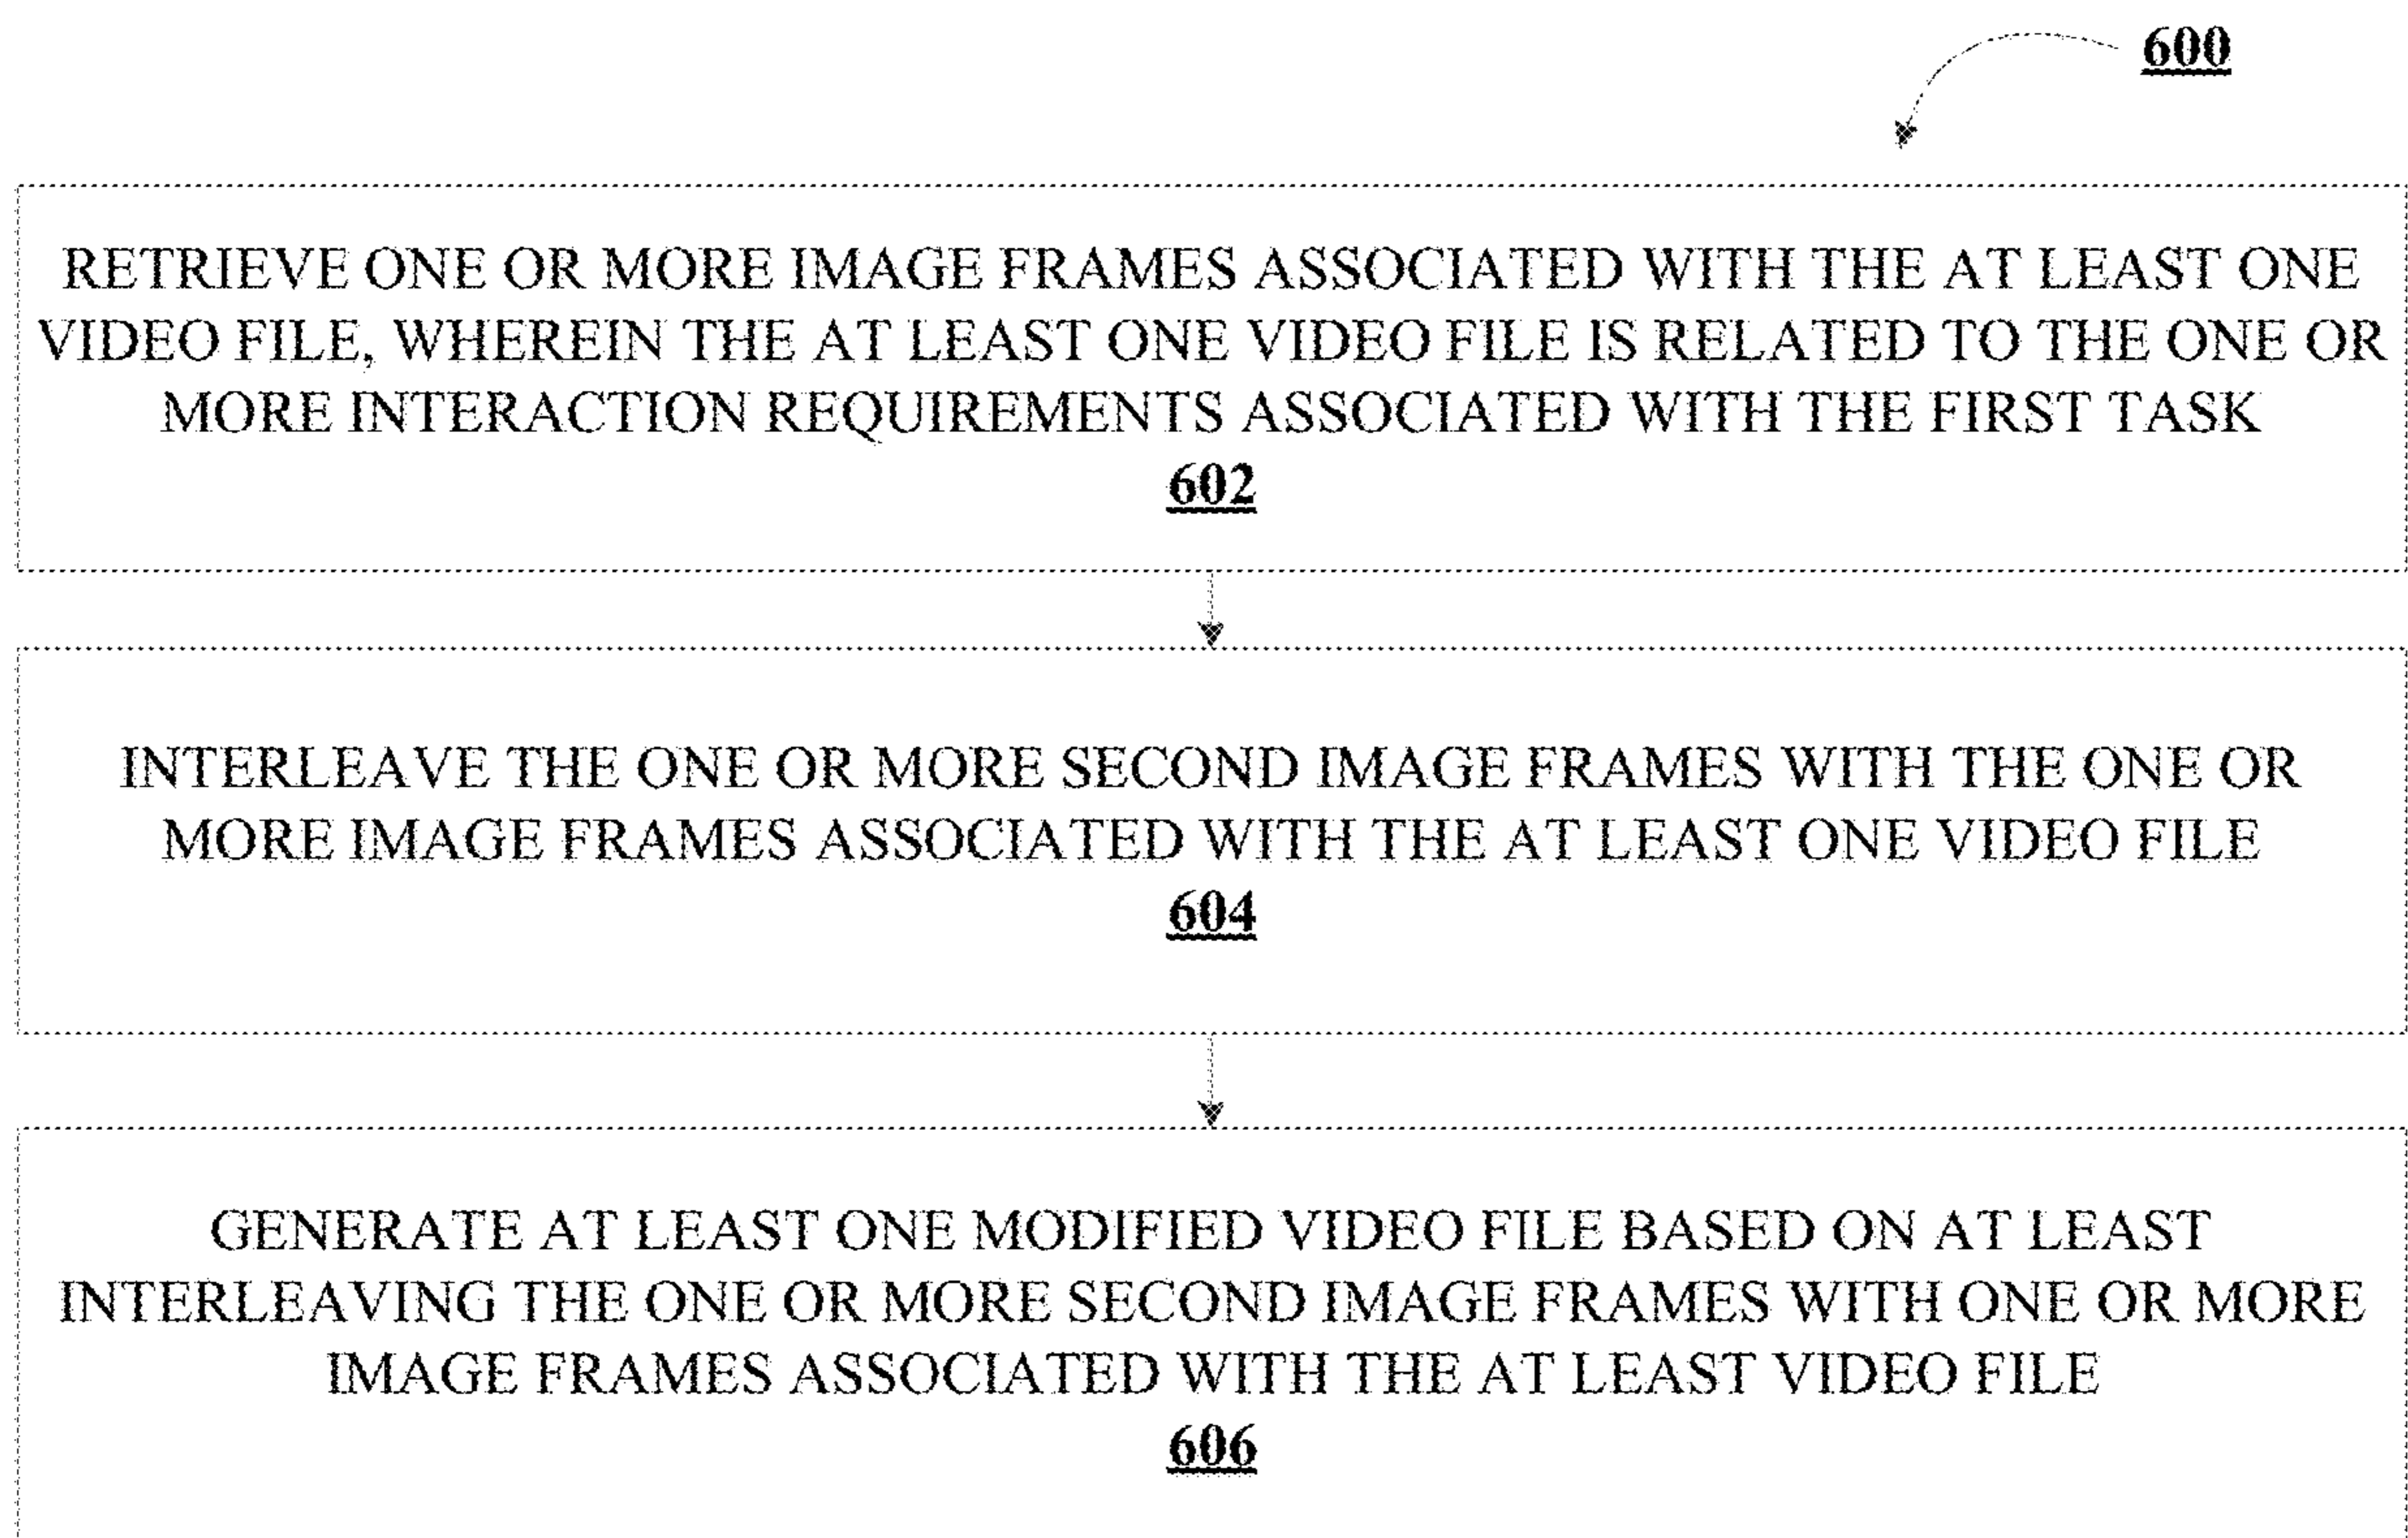 600
RETRIEVE ONE OR MORE IMAGE FRAMES ASSOCIATED WITH THE AT LEAST ONE
VIDEO FILE, WHEREIN THE AT LEAST ONE VIDEO FILE IS RELATED TO THE ONE OR
MORE INTERACTION REQUIREMENTS ASSOCIATED WITH THE FIRST TASK
602
INTERLEAVE THE ONE OR MORE SECOND IMAGE FRAMES WITH THE ONE OR
MORE IMAGE FRAMES ASSOCIATED WITH THE AT LEAST ONE VIDEO FILE
604
GENERATE AT LEAST ONE MODIFIED VIDEO FILE BASED ON AT LEAST
INTERLEAVING THE ONE OR MORE SECOND IMAGE FRAMES WITH ONE OR MORE
IMAGE FRAMES ASSOCIATED WITH THE AT LEAST VIDEO FILE
606